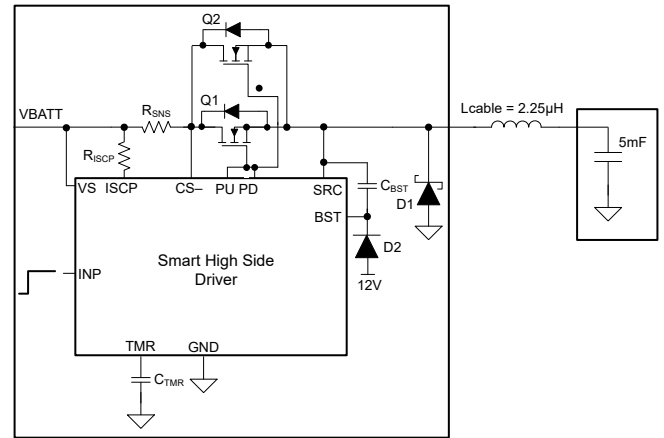 Q2
Q1
VBATT
RSNS
RISCP
Lcable = 2.25μH
5mF
VS ISCP CS– PU PD SRC
CBST
BST
D1
D2
12V
Smart High Side
Driver
INP
TMR GND
CTMR